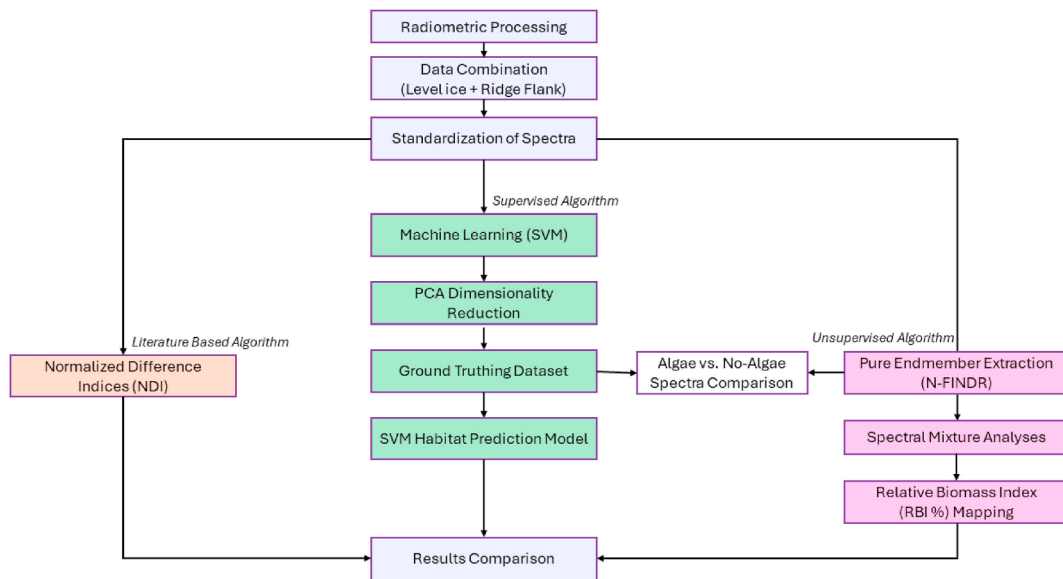 Radiometric Processing
Data Combination
(Level ice + Ridge Flank)
Standardization of Spectra
Supervised Algorithm
Machine Learning (SVM)
PCA Dimensionality
Reduction
Literature Based Algorithm
Unsupervised Algorithm
Normalized Difference
Indices (NDI)
Ground Truthing Dataset
Algae vs. No-Algae
Spectra Comparison
Pure Endmember Extraction
(N-FINDR)
SVM Habitat Prediction Model
Spectral Mixture Analyses
Relative Biomass Index
(RBI %) Mapping
Results Comparison